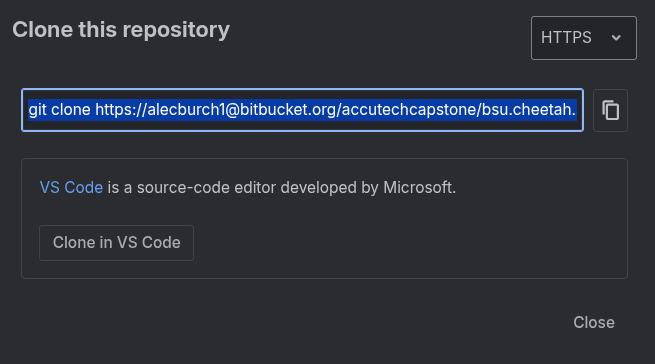 Clone this repository
HTTPS
git clone https://alecburch1@bitbucket.org/accutechcapstone/bsu.cheetah.
VS Code is a source-code editor developed by Microsoft.
Clone in VS Code
Close